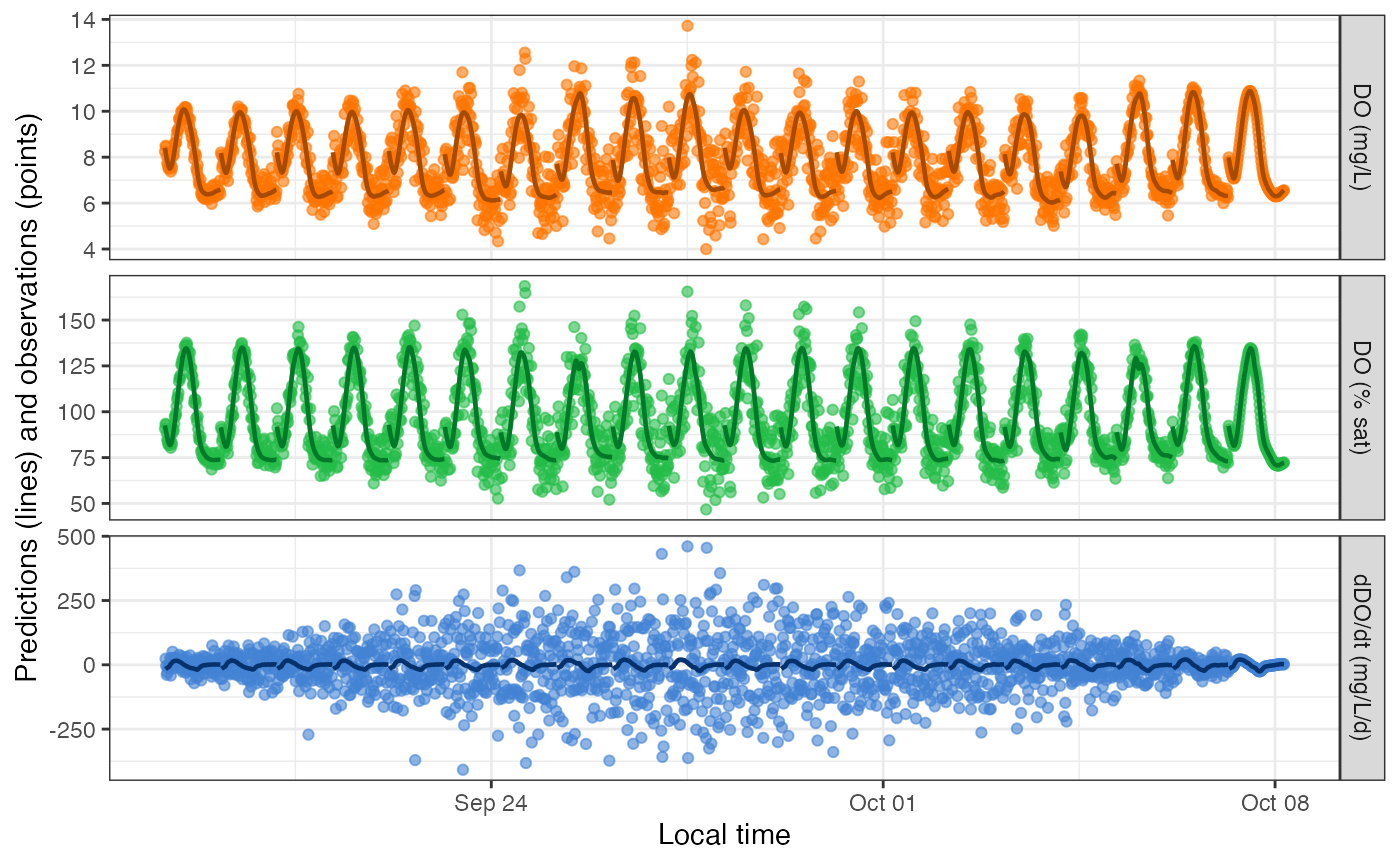 Predictions (lines) and observations (points)
14
12
10
8
6
4
DO (mg/L)
150
125
100
75
50
DO (% sat)
500
250
0
-250
dDO/dt (mg/L/d)
Sep 24
Oct 01
Oct 08
Local time